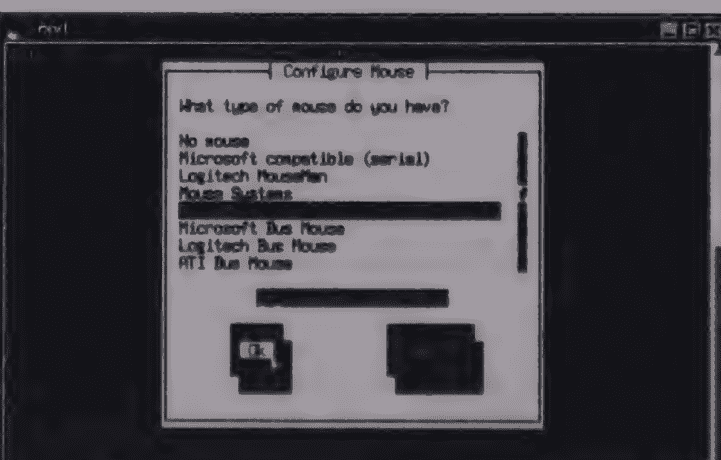 Configure Mouse
What type of mouse do you have?
No mouse
Microsoft compatible (serial)
Logitech MouseMan
Mouse Systems
Microsoft Bus Mouse
Logitech Bus Mouse
ATI Bus Mouse
Ok